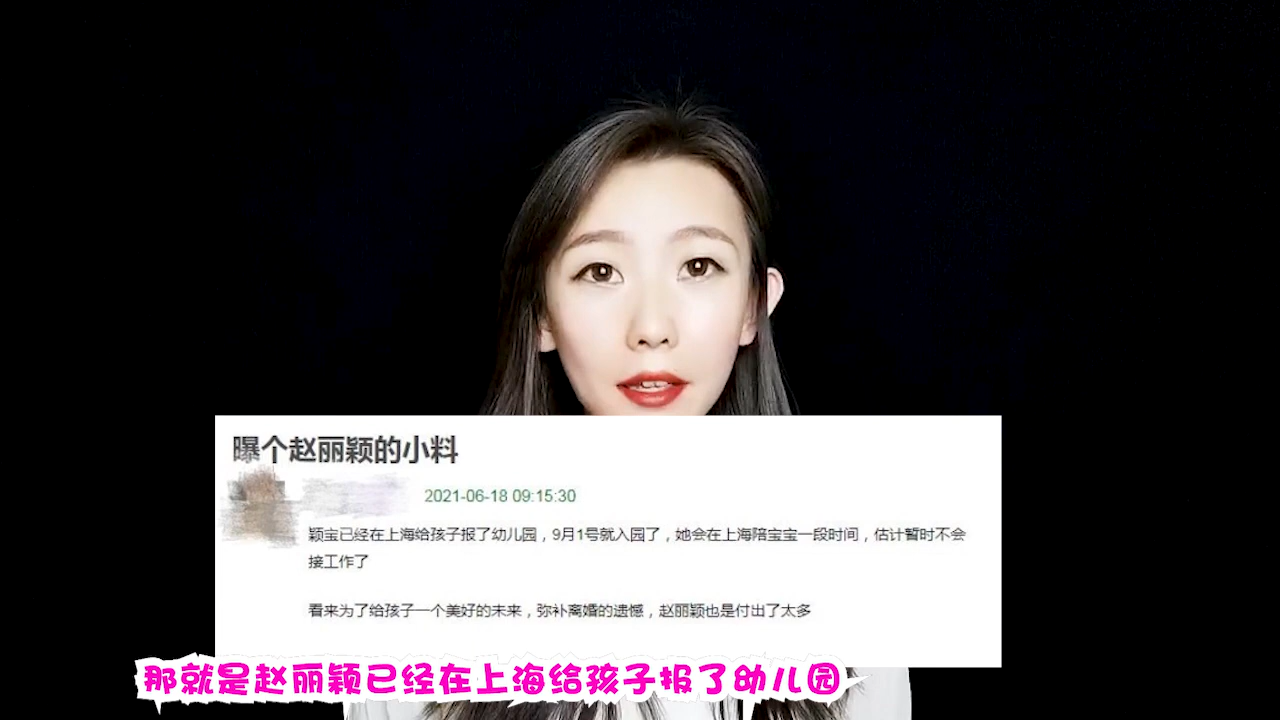 曝个赵丽颖的小料
2021-06-18 09:15:30
颖宝已经在上海给孩子报了幼儿园，9月1号就入园了，她会在上海陪宝宝一段时间，估计暂时不会
接工作了
看来为了给孩子一个美好的未来，弥补离婚的遗憾，赵丽颖也是付出了太多
那就是赵丽颖已经在上海给孩子报了幼儿园